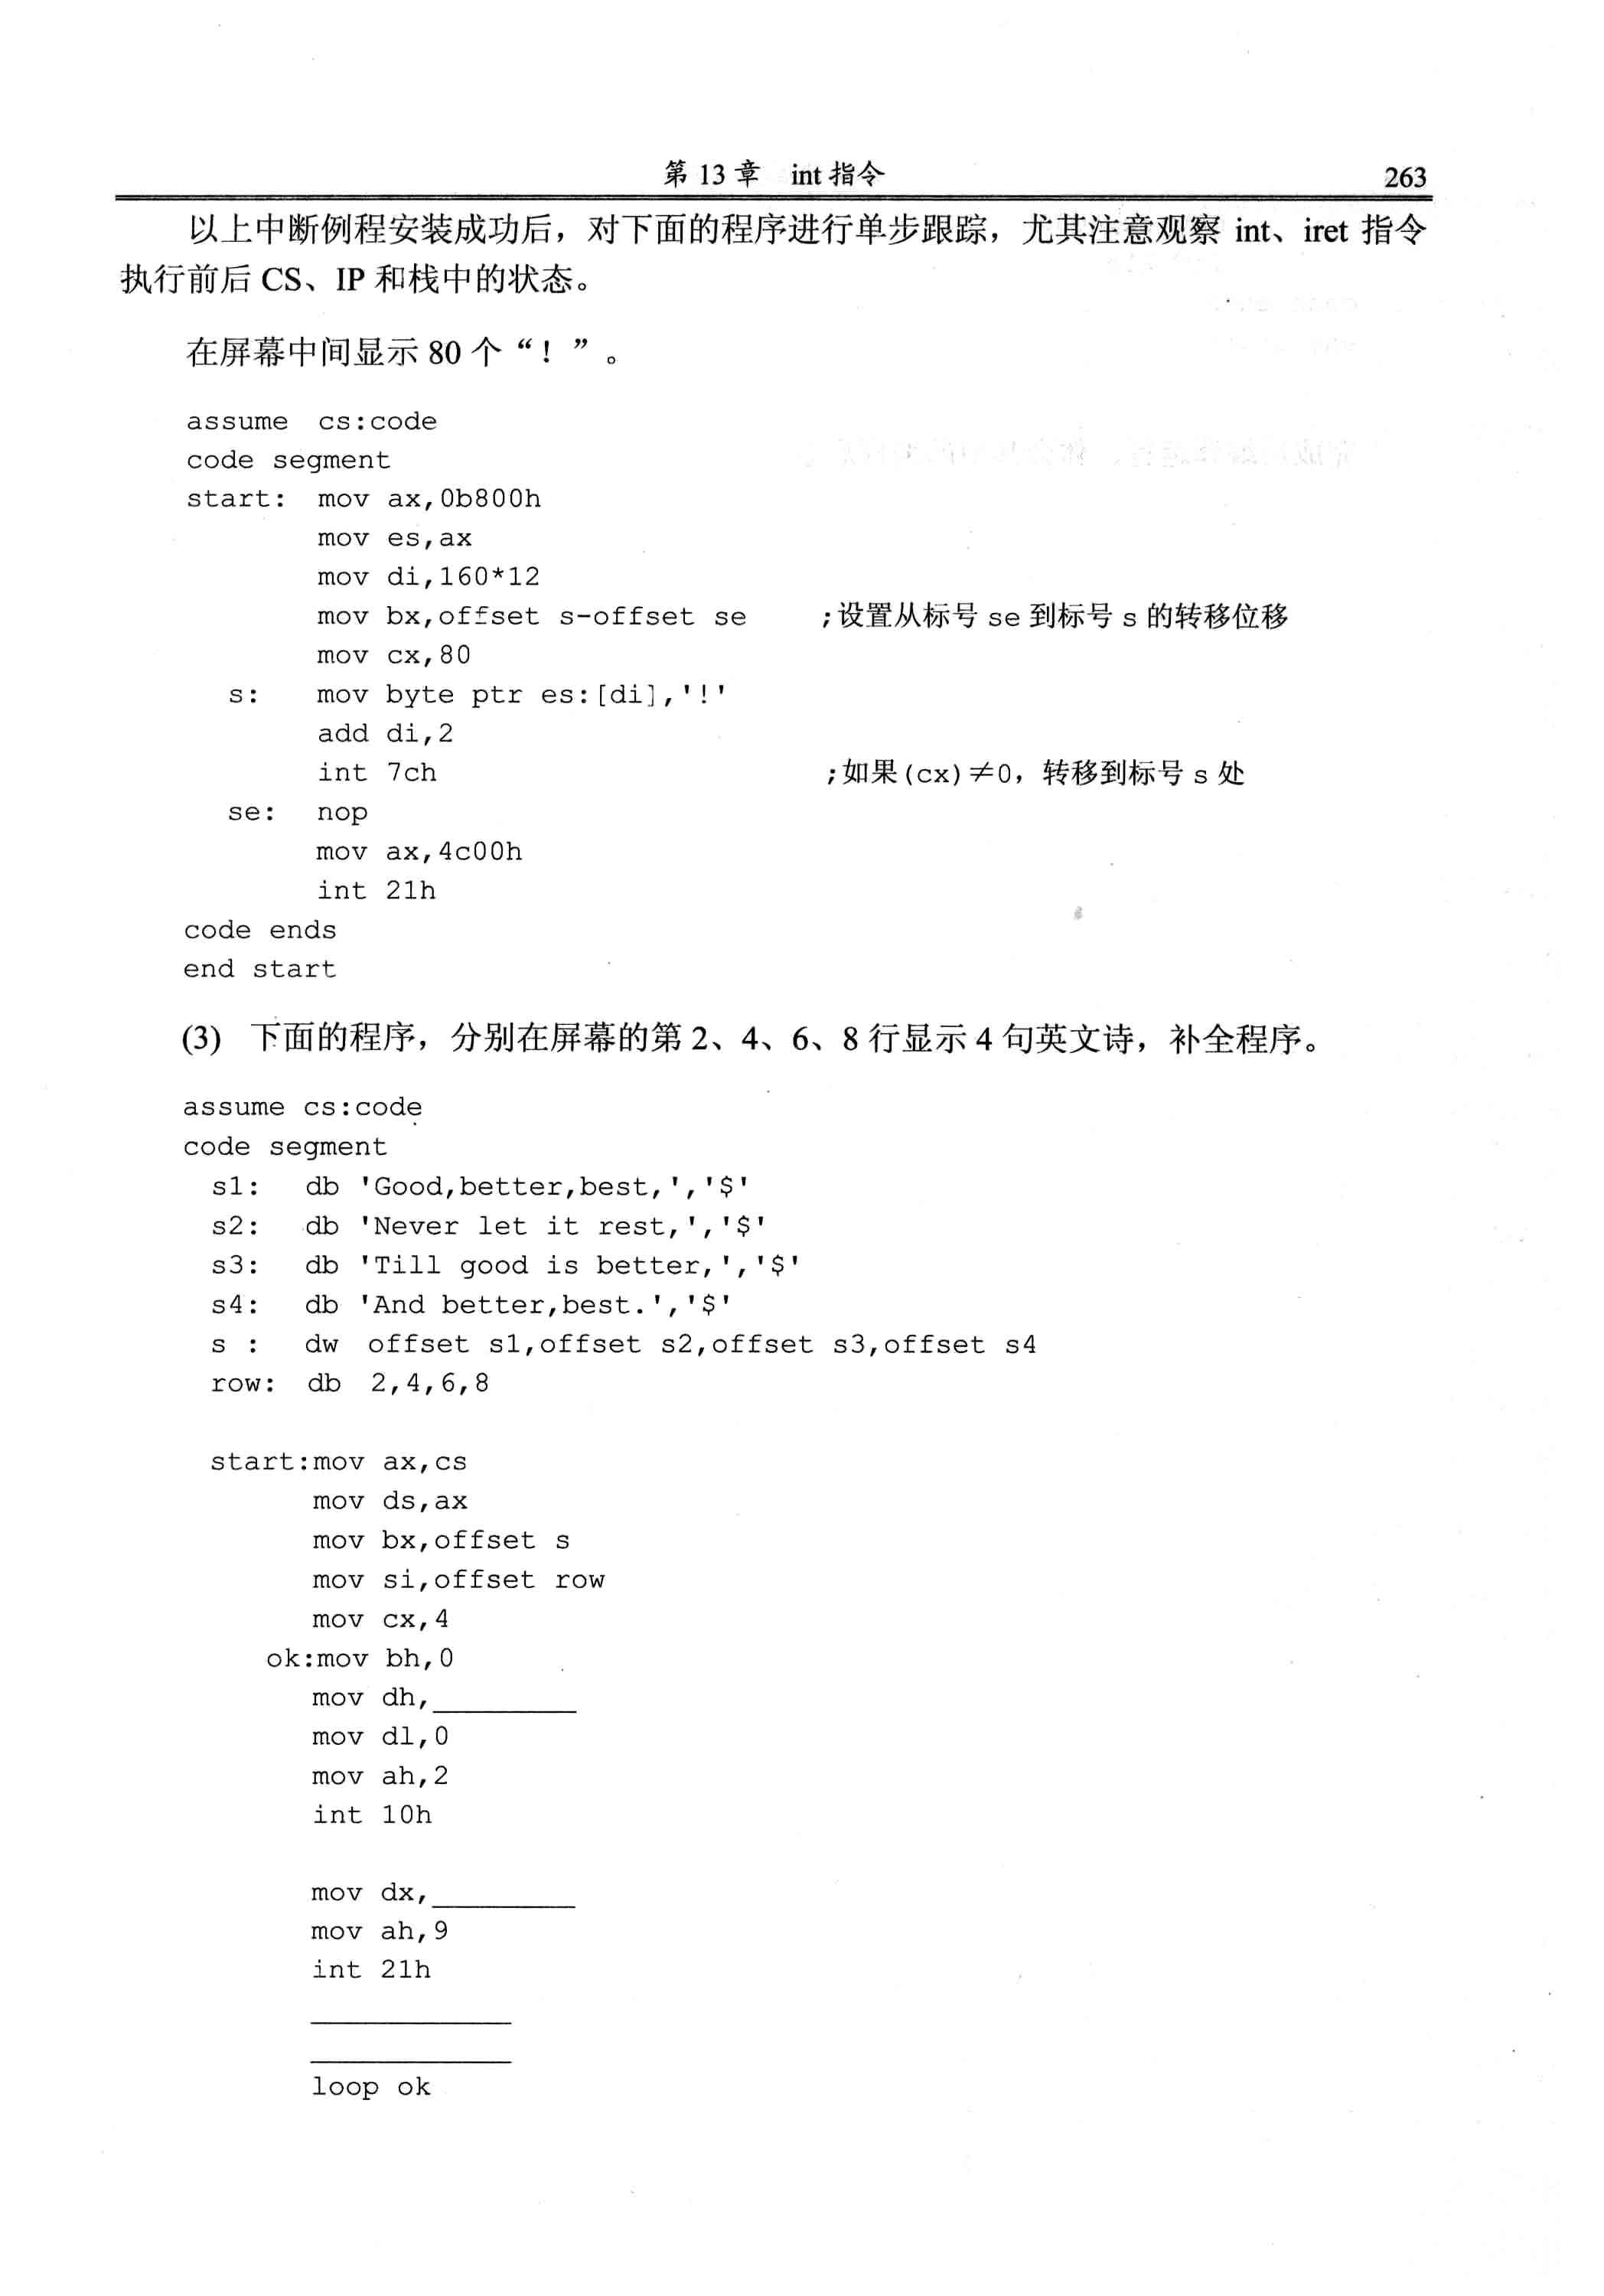 第 13 章 int 指令 263
以上中断例程安装成功后，对下面的程序进行单步跟踪，尤其注意观察 int、iret 指令
执行前后 CS、IP 和栈中的状态。
在屏幕中间显示 80 个“！”。
assume cs:code
code segment
start: mov ax,0b800h
mov es,ax
mov di,160*12
mov bx,offset s-offset se ;设置从标号 se 到标号 s 的转移位移
mov cx,80
s: mov byte ptr es:[di],'!'
add di,2
int 7ch ;如果(cx)≠0，转移到标号 s 处
se: nop
mov ax,4c00h
int 21h
code ends
end start
(3) 下面的程序，分别在屏幕的第 2、4、6、8 行显示 4 句英文诗，补全程序。
assume cs:code
code segment
s1: db 'Good,better,best,','$'
s2: db 'Never let it rest,','$'
s3: db 'Till good is better,','$'
s4: db 'And better,best.','$'
s : dw offset s1,offset s2,offset s3,offset s4
row: db 2,4,6,8
start:mov ax,cs
mov ds,ax
mov bx,offset s
mov si,offset row
mov cx,4
ok:mov bh,0
mov dh,________
mov dl,0
mov ah,2
int 10h
mov dx,________
mov ah,9
int 21h
____________
____________
loop ok